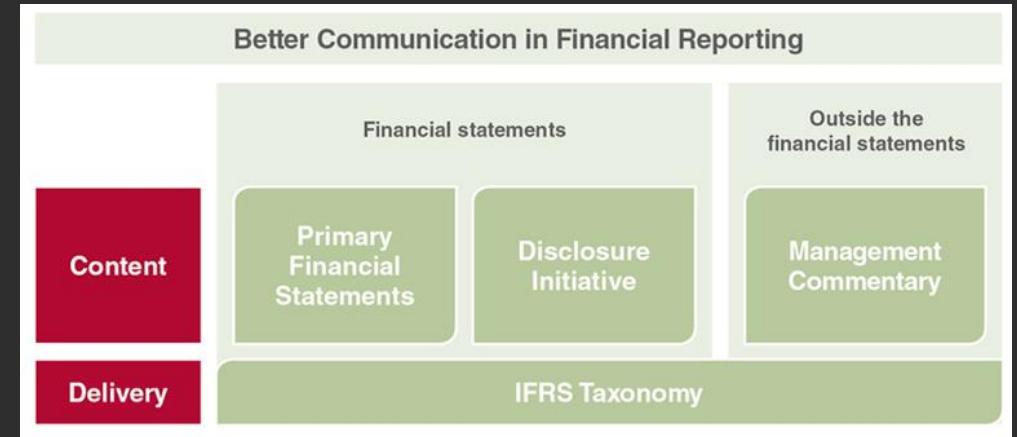 Better Communication in Financial Reporting
Financial statements
Outside the
financial statements
Content
Primary
Financial
Statements
Disclosure
Initiative
Management
Commentary
Delivery
IFRS Taxonomy